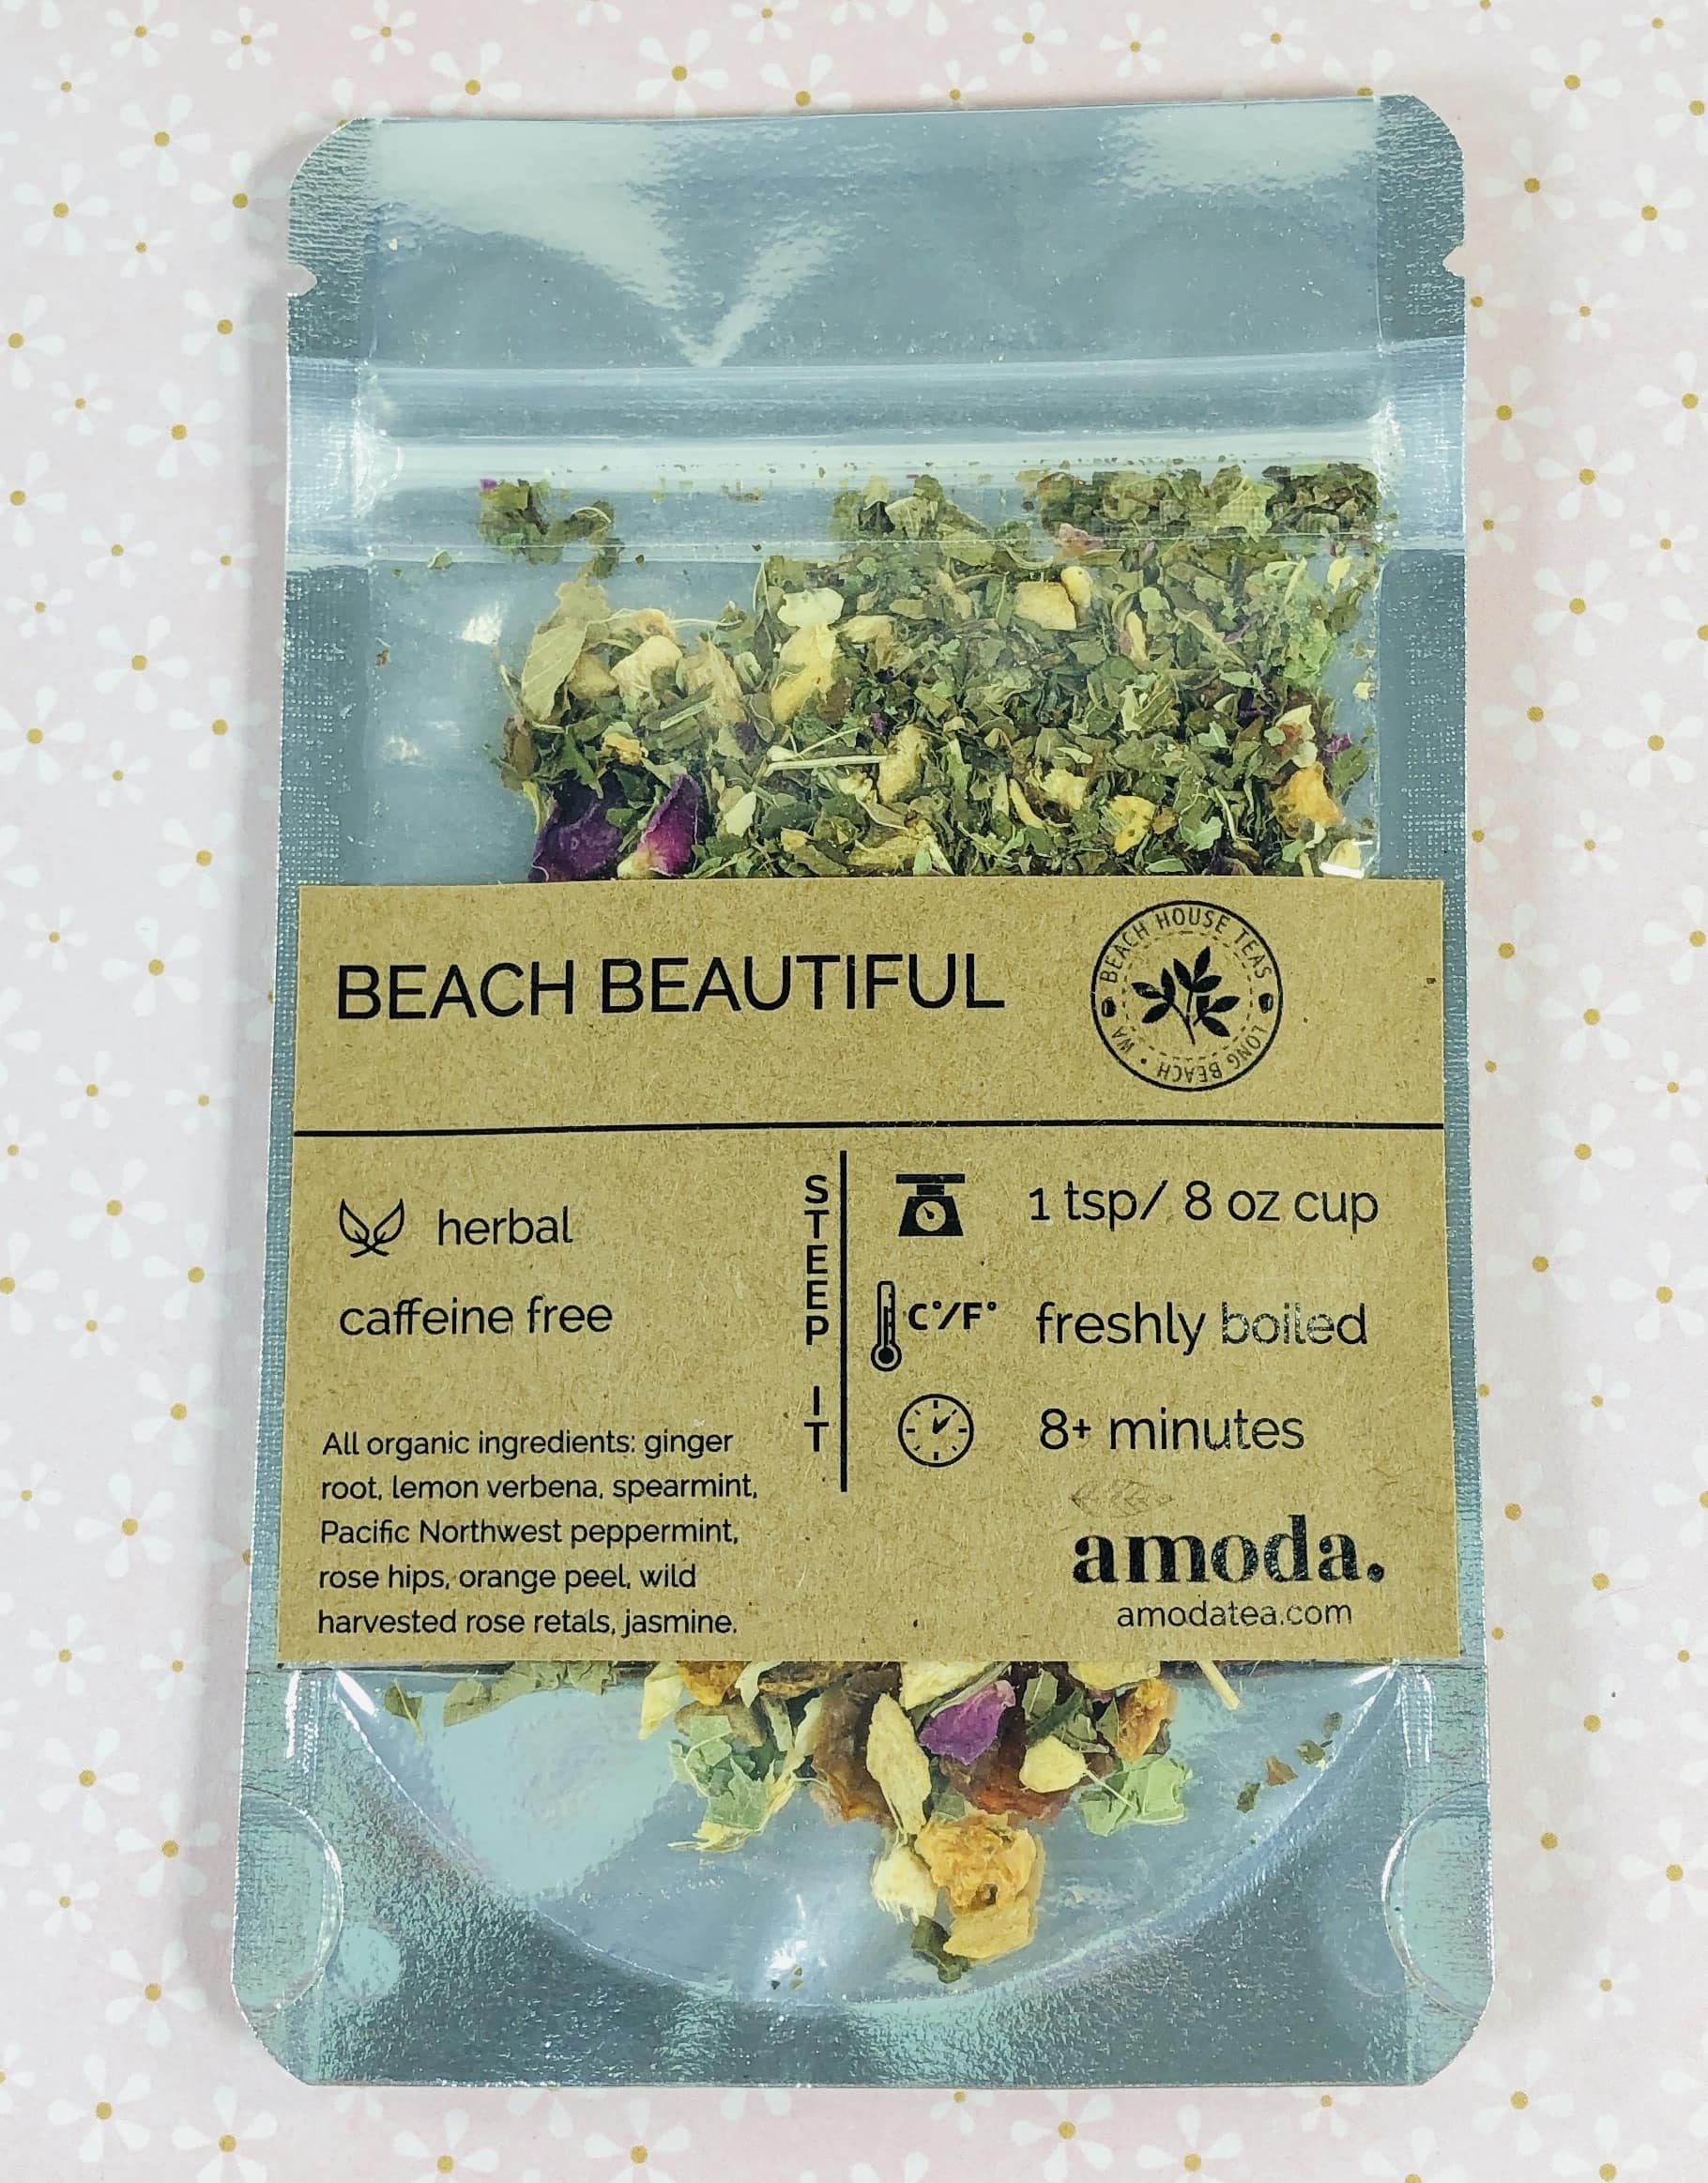 BEACH BEAUTIFUL
BEACH HOUSE TEAS
LONG BEACH • WA
herbal
caffeine free
All organic ingredients: ginger
root, lemon verbena, spearmint,
Pacific Northwest peppermint,
rose hips, orange peel, wild
harvested rose retals, jasmine.
STEEP IT
1 tsp/ 8 oz cup
C°/F° freshly boiled
8+ minutes
amoda.
amodatea.com